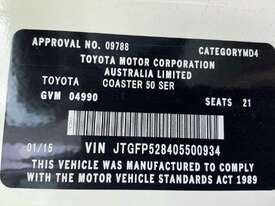 APPROVAL NO. 09788 CATEGORYMD4
TOYOTA MOTOR CORPORATION
AUSTRALIA LIMITED
TOYOTA COASTER 50 SER
GVM 04990 SEATS 21
01/15 VIN JTGFP528405500934
THIS VEHICLE WAS MANUFACTURED TO COMPLY
WITH THE MOTOR VEHICLE STANDARDS ACT 1989